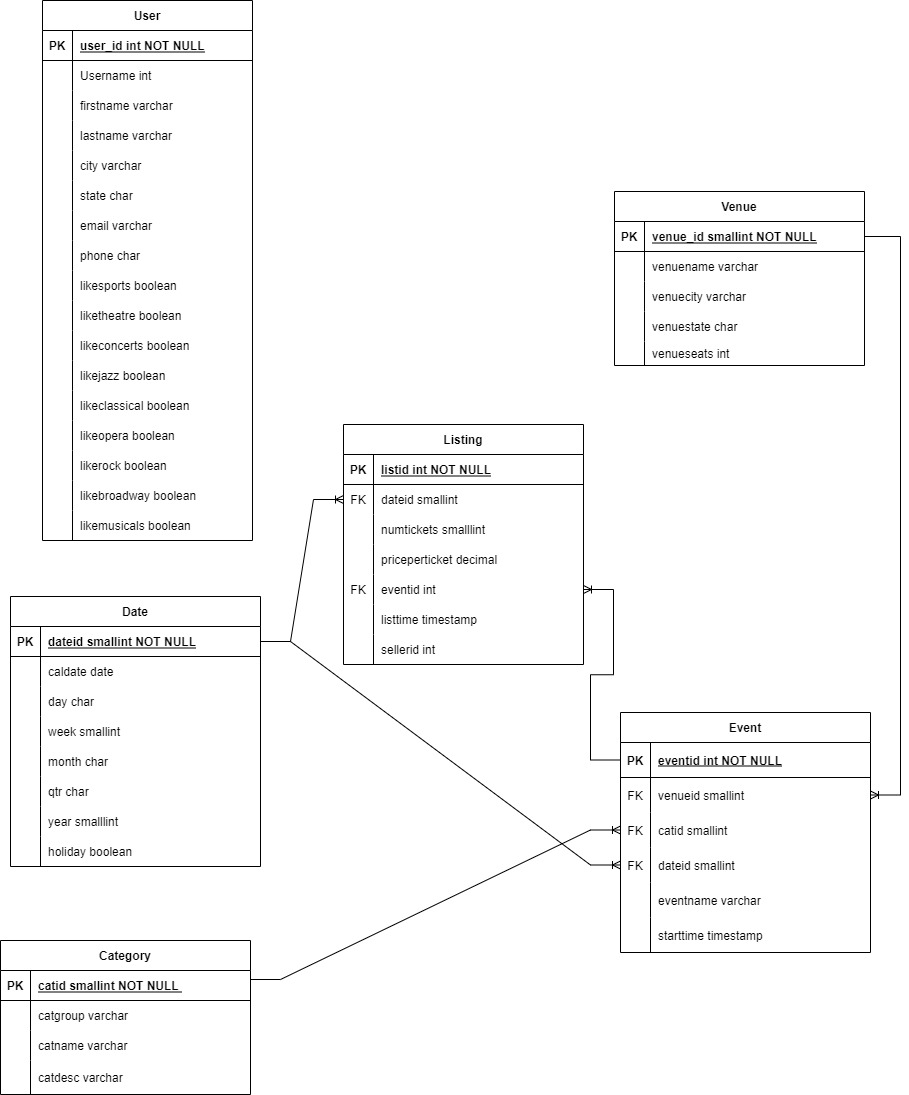 User
PK user_id int NOT NULL
Username int
firstname varchar
lastname varchar
city varchar
state char
email varchar
phone char
likesports boolean
liketheatre boolean
likeconcerts boolean
likejazz boolean
likeclassical boolean
likeopera boolean
likerock boolean
likebroadway boolean
likemusicals boolean
Venue
PK venue_id smallint NOT NULL
venuename varchar
venuecity varchar
venuestate char
venueseats int
Listing
PK listid int NOT NULL
FK dateid smallint
numtickets smalllint
priceperticket decimal
FK eventid int
listtime timestamp
sellerid int
Date
PK dateid smallint NOT NULL
caldate date
day char
week smallint
month char
qtr char
year smalllint
holiday boolean
Event
PK eventid int NOT NULL
FK venueid smallint
FK catid smallint
FK dateid smallint
eventname varchar
starttime timestamp
Category
PK catid smallint NOT NULL
catgroup varchar
catname varchar
catdesc varchar